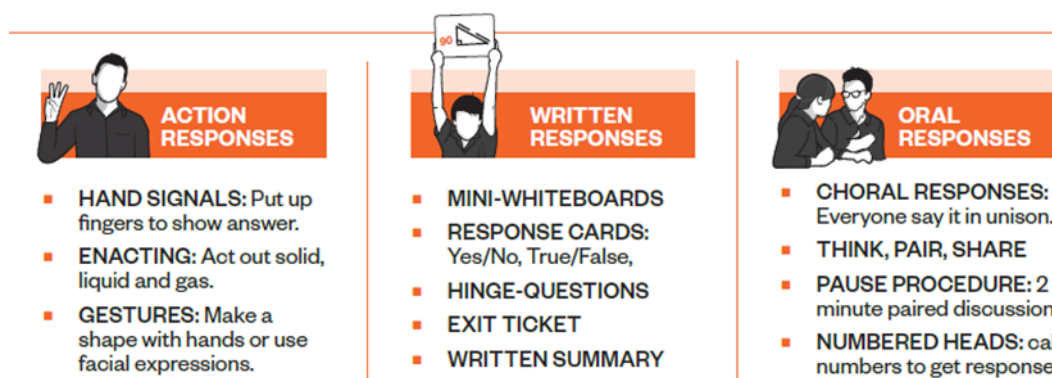 90
ACTION
RESPONSES
HAND SIGNALS: Put up
fingers to show answer.
ENACTING: Act out solid,
liquid and gas.
GESTURES: Make a
shape with hands or use
facial expressions.
WRITTEN
RESPONSES
MINI-WHITEBOARDS
RESPONSE CARDS:
Yes/No, True/False,
HINGE-QUESTIONS
EXIT TICKET
WRITTEN SUMMARY
ORAL
RESPONSES
CHORAL RESPONSES:
Everyone say it in unison.
THINK, PAIR, SHARE
PAUSE PROCEDURE: 2
minute paired discussion
NUMBERED HEADS:
numbers to get response